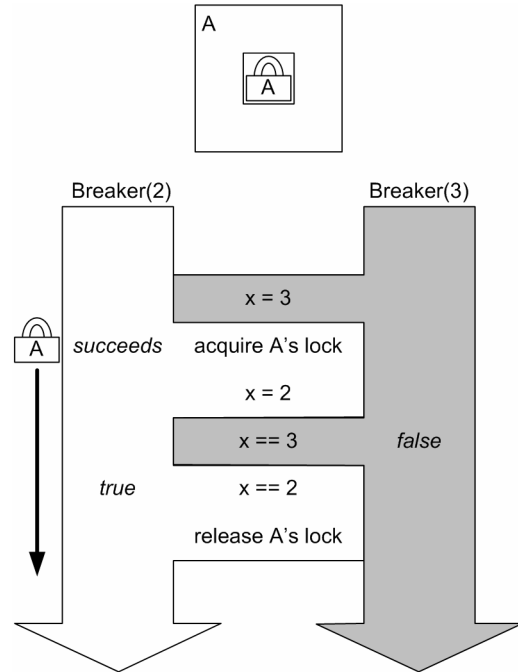 A
A
Breaker(2) Breaker(3)
x = 3
A succeeds acquire A's lock
x = 2
x == 3 false
true x == 2
release A's lock